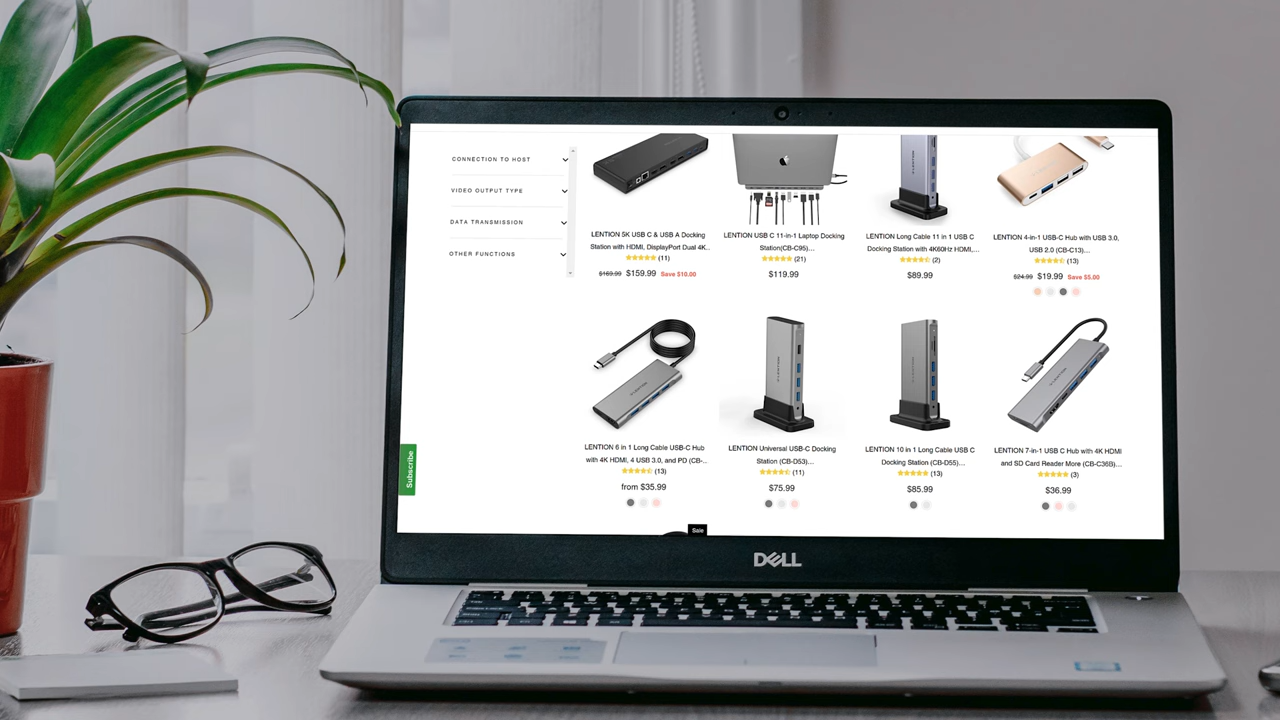 CONNECTION TO HOST
VIDEO OUTPUT TYPE
DATA TRANSMISSION
OTHER FUNCTIONS
LENTION 5K USB C & USB A Docking
Station with HDMI, DisplayPort Dual 4K...
(11)
$169.99 $159.99 Save $10.00
LENTION USB C 11-in-1 Laptop Docking
Station(CB-C95)...
(21)
$119.99
LENTION Long Cable 11 in 1 USB C
Docking Station with 4K60Hz HDMI,...
(2)
$89.99
LENTION 4-in-1 USB-C Hub with USB 3.0,
USB 2.0 (CB-C13)...
(13)
$24.99 $19.99 Save $5.00
LENTION 6 in 1 Long Cable USB-C Hub
with 4K HDMI, 4 USB 3.0, and PD (CB-...
(13)
from $35.99
LENTION Universal USB-C Docking
Station (CB-D53)...
(11)
$75.99
LENTION 10 in 1 Long Cable USB C
Docking Station (CB-D55)...
(13)
$85.99
LENTION 7-in-1 USB C Hub with 4K HDMI
and SD Card Reader More (CB-C36B)...
(3)
$36.99
Subscribe
Sale
DELL